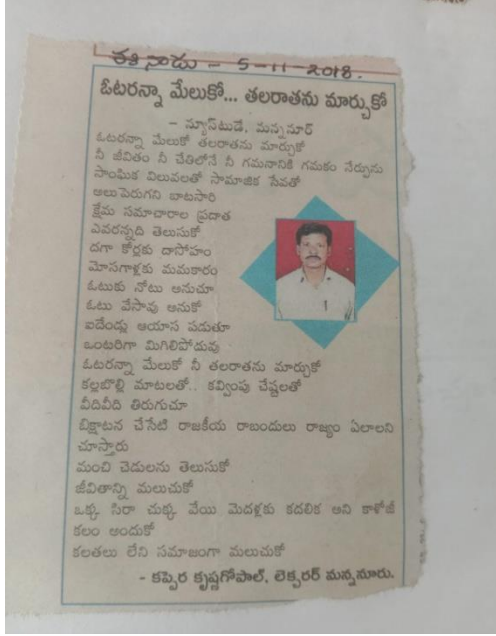 ఈనాడు - 5-11-2018.
ఓటరన్నా మేలుకో... తలరాతను మార్చుకో
- న్యూస్‌టుడే, మన్ననూర్
ఓటరన్నా మేలుకో తలరాతను మార్చుకో
నీ జీవితం నీ చేతిలోనే నీ గమనానికి గమకం నేర్పును
సాంఘిక విలువలతో సామాజిక సేవతో
అలుపెరుగని బాటసారి
క్షేమ సమాచారాల ప్రదాత
ఎవరన్నది తెలుసుకో
దగా కోర్లకు దాసోహం
మోసగాళ్లకు మమకారం
ఓటుకు నోటు అనుచూ
ఓటు వేసావు అనుకో
ఐదేండ్లు ఆయాస పడుతూ
ఒంటరిగా మిగిలిపోదువు
ఓటరన్నా మేలుకో నీ తలరాతను మార్చుకో
కల్లబొల్లి మాటలతో.. కవ్వింపు చేష్టలతో
వీదివీది తిరుగుచూ
బిక్షాటన చేసేటి రాజకీయ రాబందులు రాజ్యం ఏలాలని
చూస్తారు
మంచి చెడులను తెలుసుకో
జీవితాన్ని మలుచుకో
ఒక్క సిరా చుక్క వేయి మెదళ్లకు కదలిక అని కాళోజీ
కలం అందుకో
కలతలు లేని సమాజంగా మలుచుకో
- కప్పెర కృష్ణగోపాల్, లెక్చరర్ మన్ననూరు.